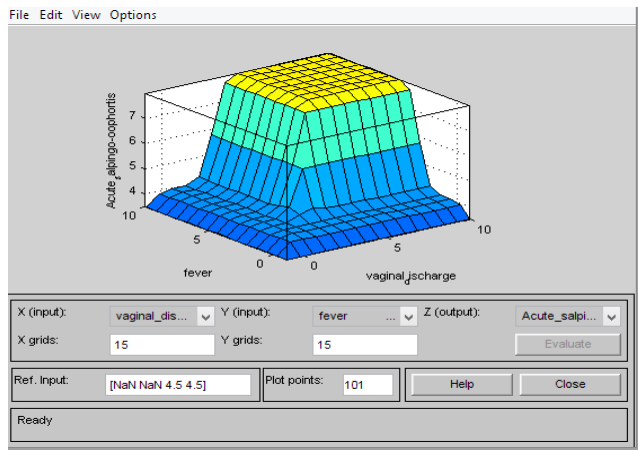 File Edit View Options
Acute_salpingo-oophortis
7
6
5
4
10
5
0
fever
0
5
10
vaginal_discharge
X (input): vaginal_dis... Y (input): fever ... Z (output): Acute_salpi...
X grids: 15 Y grids: 15 Evaluate
Ref. Input: [NaN NaN 4.5 4.5] Plot points: 101 Help Close
Ready